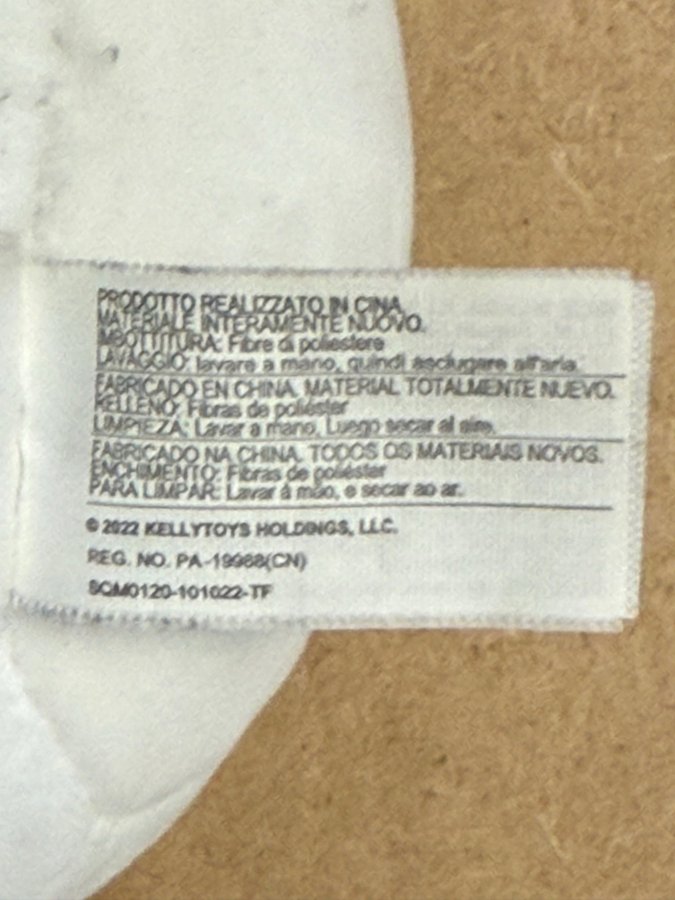 PRODOTTO REALIZZATO IN CINA
MATERIALE INTERAMENTE NUOVO.
IMBOTTITURA: Fibre di poliestere
LAVAGGIO: lavare a mano, quindi asciugare all'aria.
FABRICADO EN CHINA. MATERIAL TOTALMENTE NUEVO.
RELLENO: Fibras de poliéster
LIMPIEZA: Lavar a mano, Luego secar al aire.
FABRICADO NA CHINA. TODOS OS MATERIAIS NOVOS.
ENCHIMENTO: Fibras de poliéster
PARA LIMPAR: Lavar á mão, e secar ao ar.
© 2022 KELLYTOYS HOLDINGS, LLC.
REG. NO. PA-19988(CN)
SQM0120-101022-TF